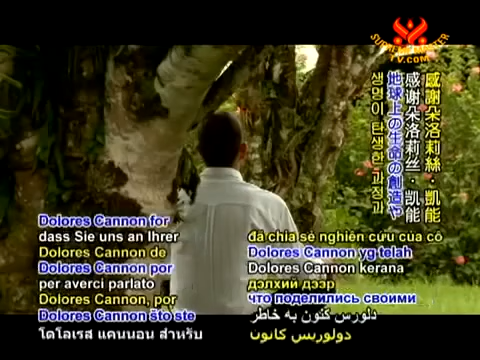 SUPREME MASTER
TV.COM
感謝朵洛莉絲·凱能
感谢朵洛莉丝·凯能
地球上の生命の創造や
생명이 탄생한 과정과
Dolores Cannon for
dass Sie uns an Ihrer
Dolores Cannon de
Dolores Cannon por
per averci parlato
Dolores Cannon, por
Dolores Cannon što ste
โดโลเรส แคนนอน สำหรับ
đã chia sẻ nghiên cứu của cô
Dolores Cannon yg telah
Dolores Cannon kerana
дэлхий дээр
что поделились своими
دلورس کنون به خاطر
دولوريس كانون